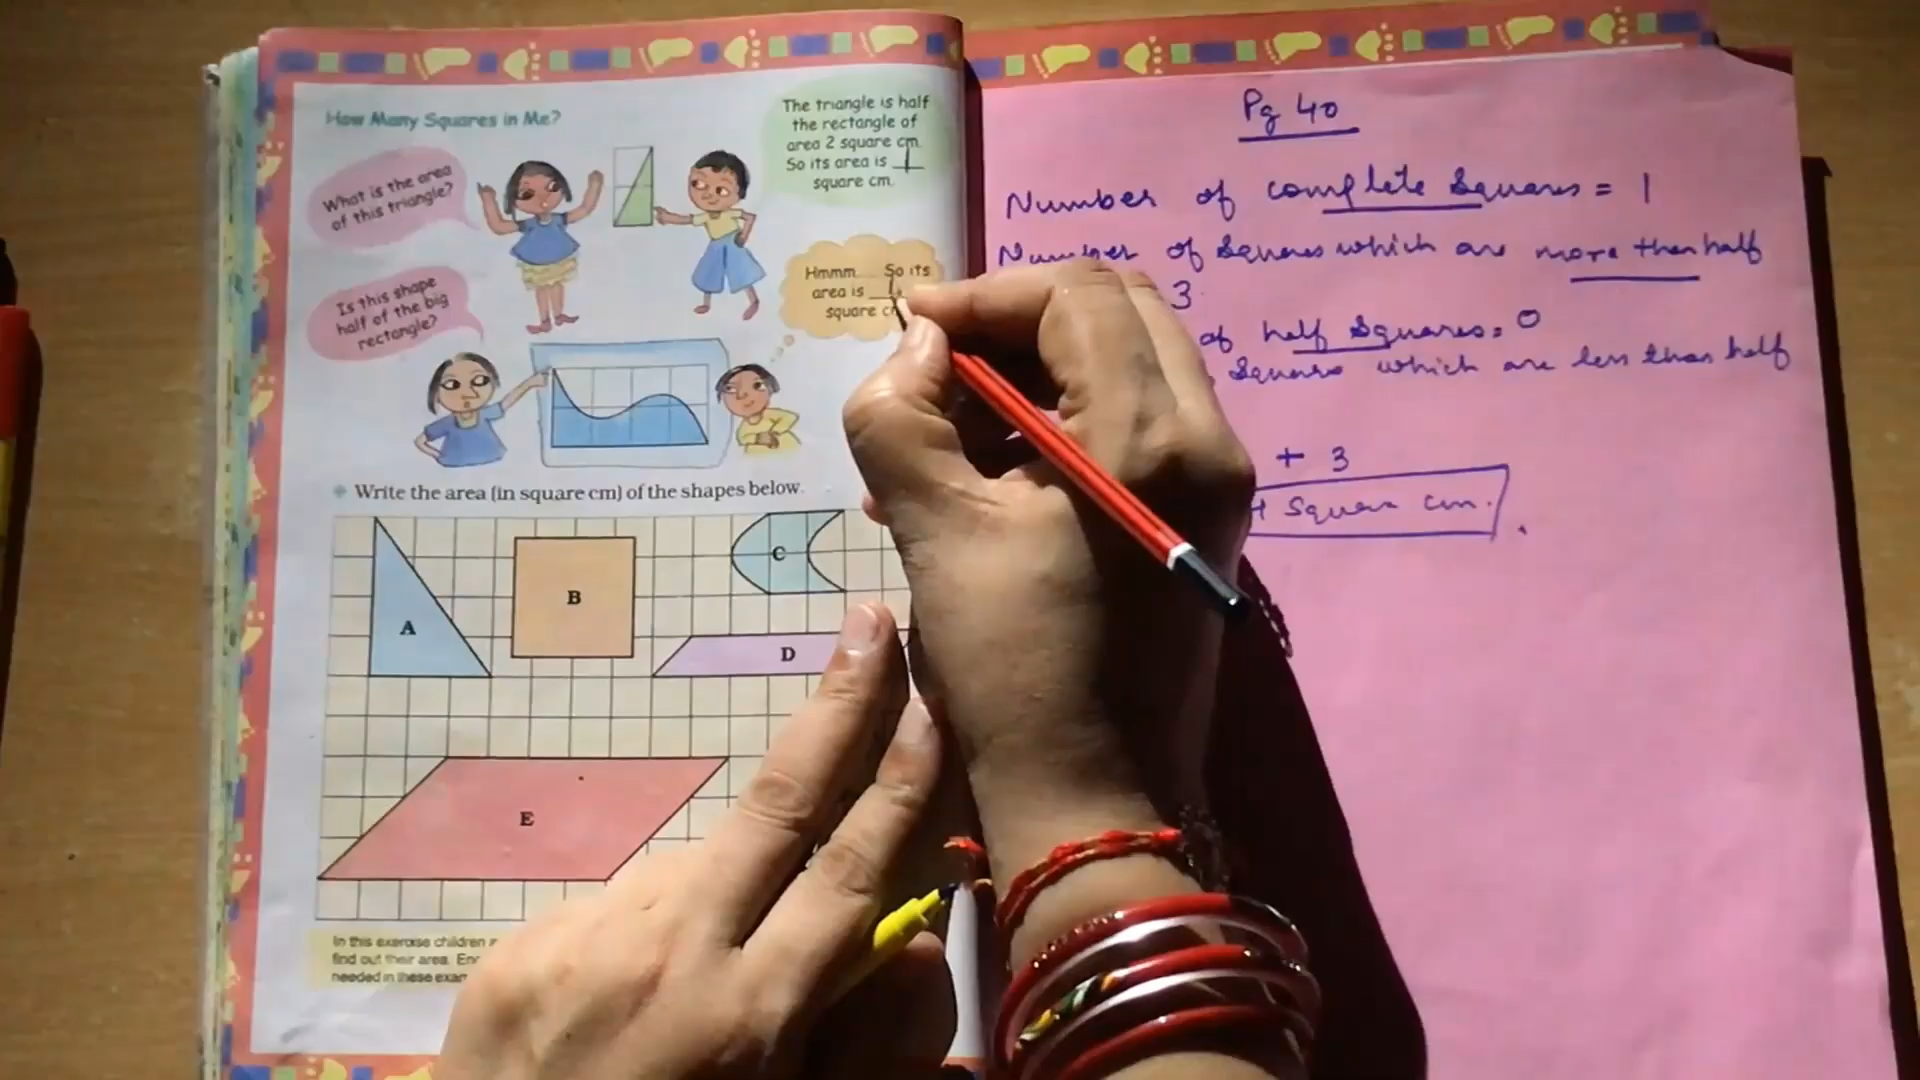 How Many Squares in Me?
What is the area
of this triangle?
The triangle is half
the rectangle of
area 2 square cm.
So its area is 1
square cm.
Is this shape
half of the big
rectangle?
Hmmm... So its
area is
square
Write the area (in square cm) of the shapes below.
A
B
C
D
E
In this exercise children
find out their area.
needed in these
Pg 40
Number of complete Squares = 1
Number of Squares which are more than half
3
of half Squares = 0
Squares which are less than half
+ 3
Square cm.